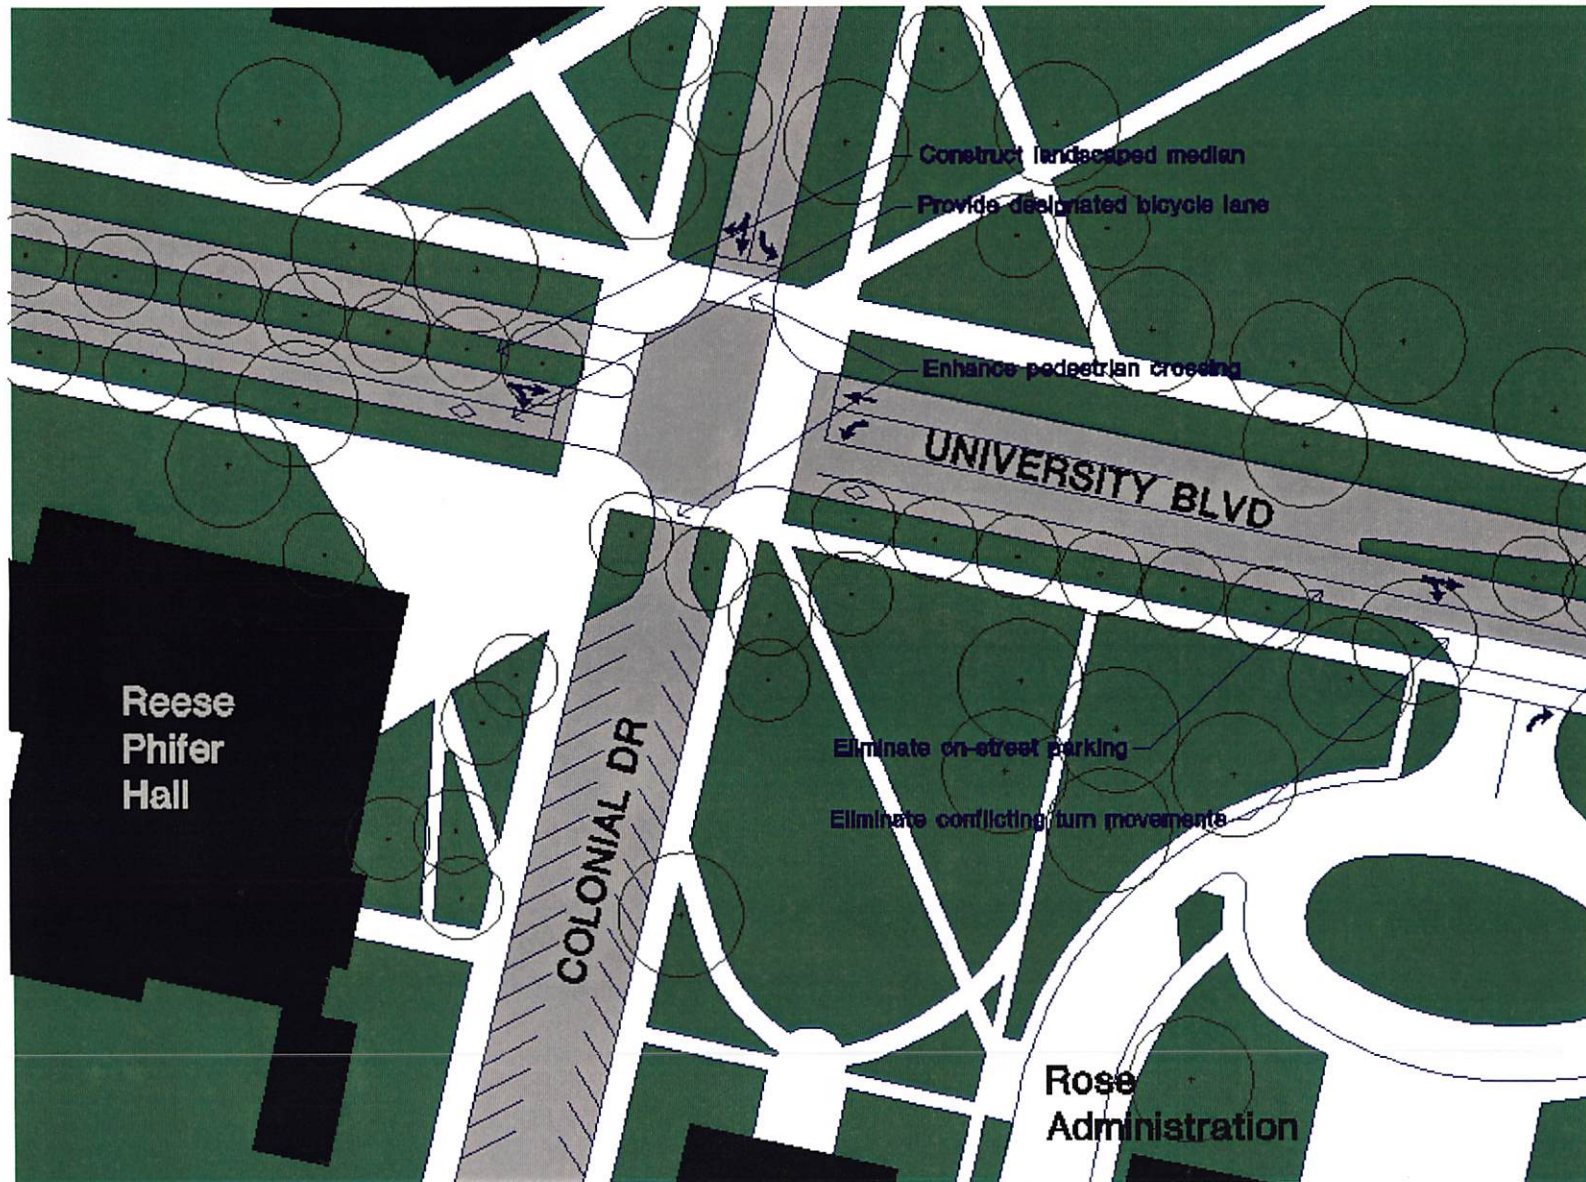 Construct landscaped median
Provide designated bicycle lane
Enhance pedestrian crossing
UNIVERSITY BLVD
Reese
Phifer
Hall
COLONIAL DR
Eliminate on-street parking
Eliminate conflicting turn movements
Rose
Administration